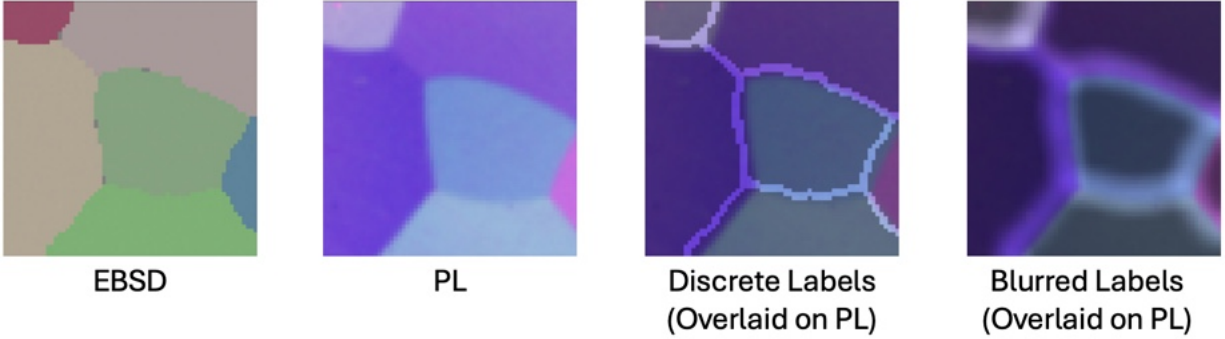 EBSD
PL
Discrete Labels
(Overlaid on PL)
Blurred Labels
(Overlaid on PL)